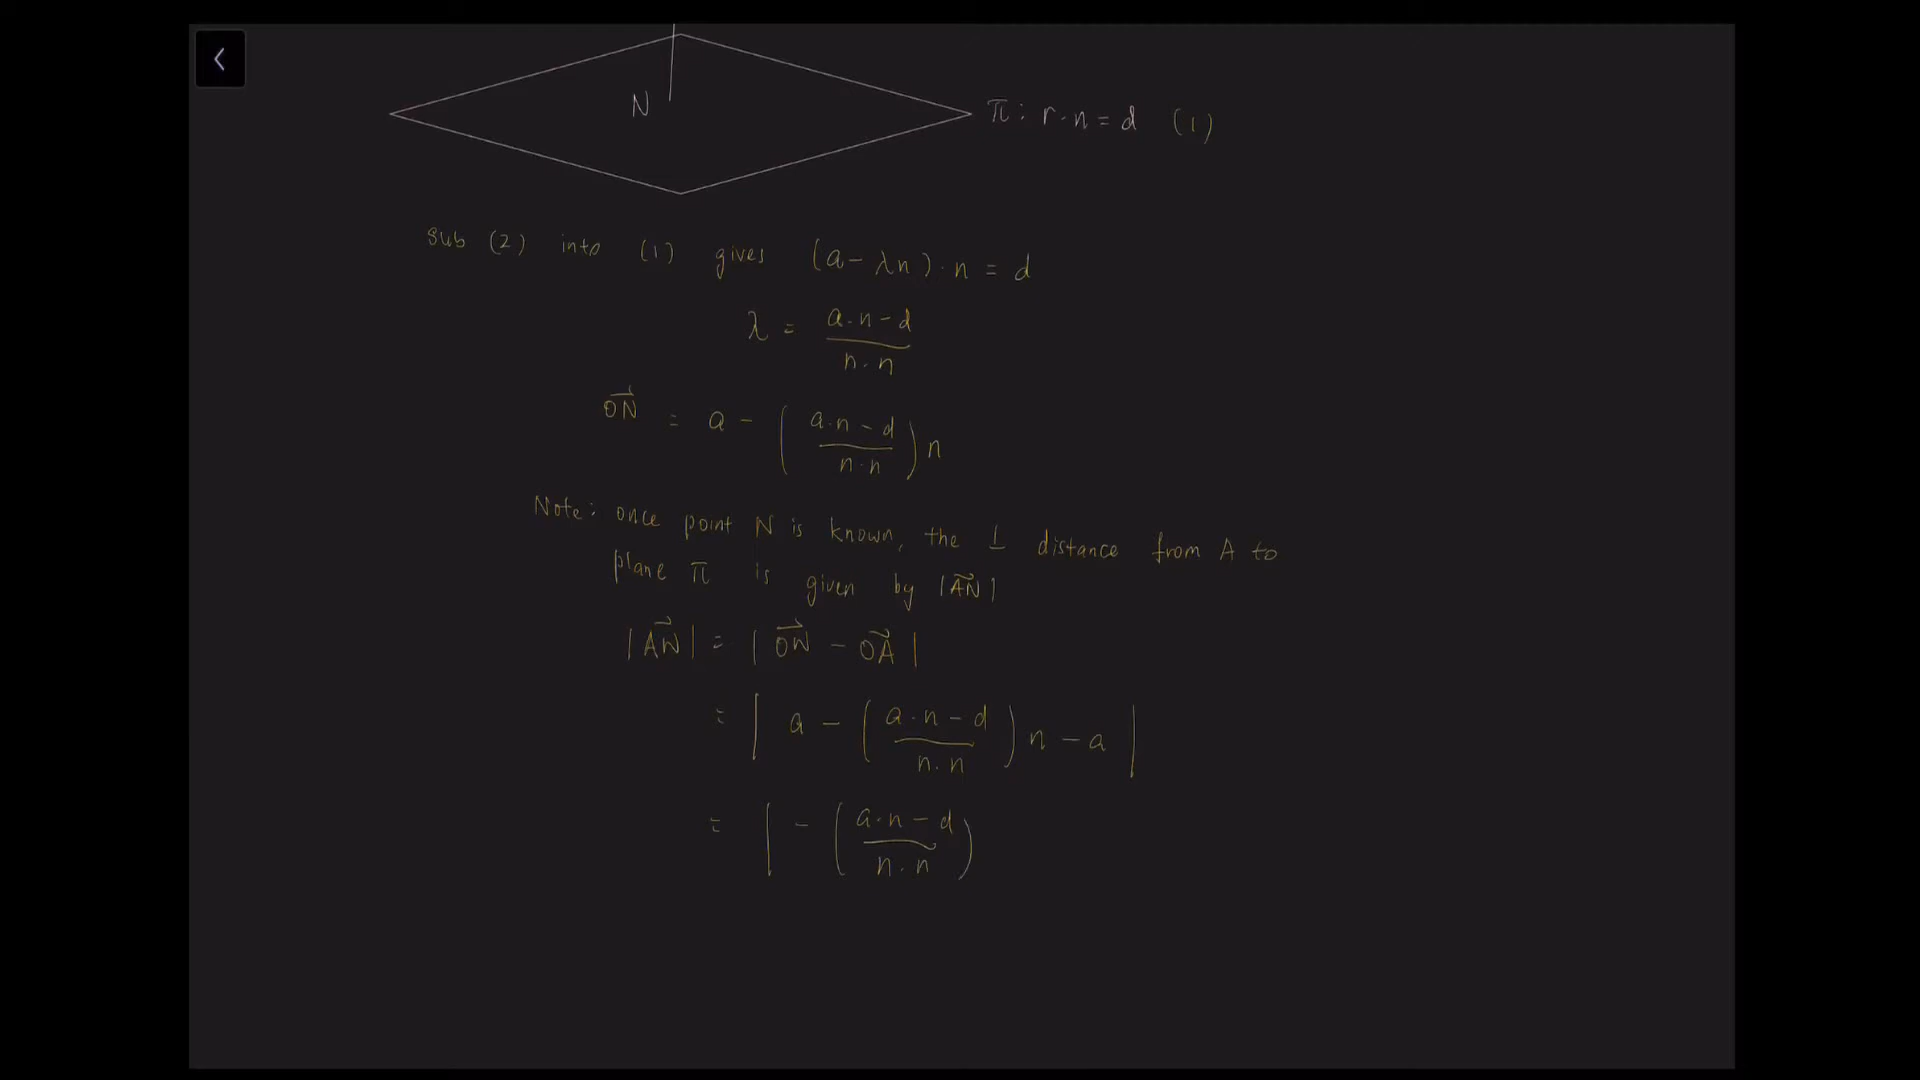 N
π: r·n = d (1)
sub (2) into (1) gives (a - λn)·n = d
λ = (a·n - d)/(n·n)
ON⃗ = a - ((a·n - d)/(n·n)) n
Note: once point N is known, the ⊥ distance from A to
plane π is given by |AN⃗|
|AN⃗| = |ON⃗ - OA⃗|
= | a - ((a·n - d)/(n·n)) n - a |
= | - ((a·n - d)/(n·n))